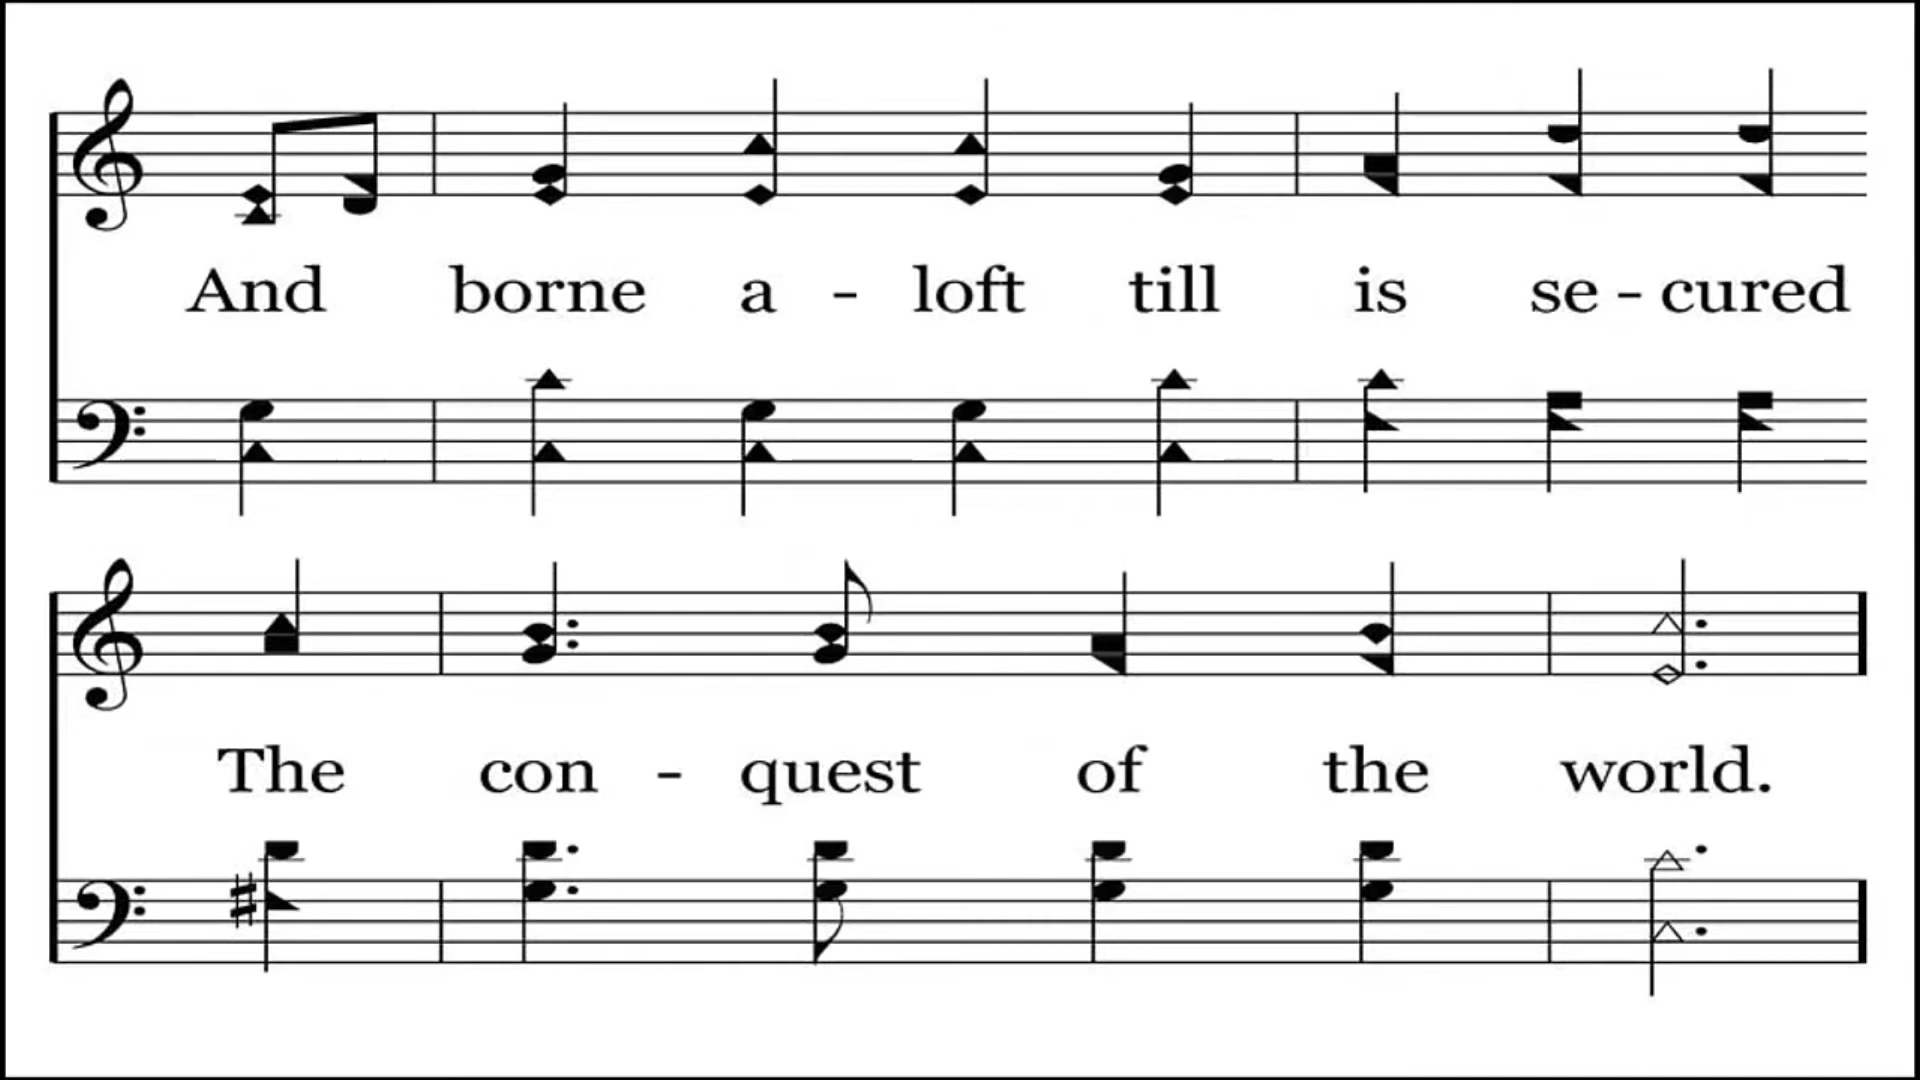 And borne a - loft till is se - cured
The con - quest of the world.